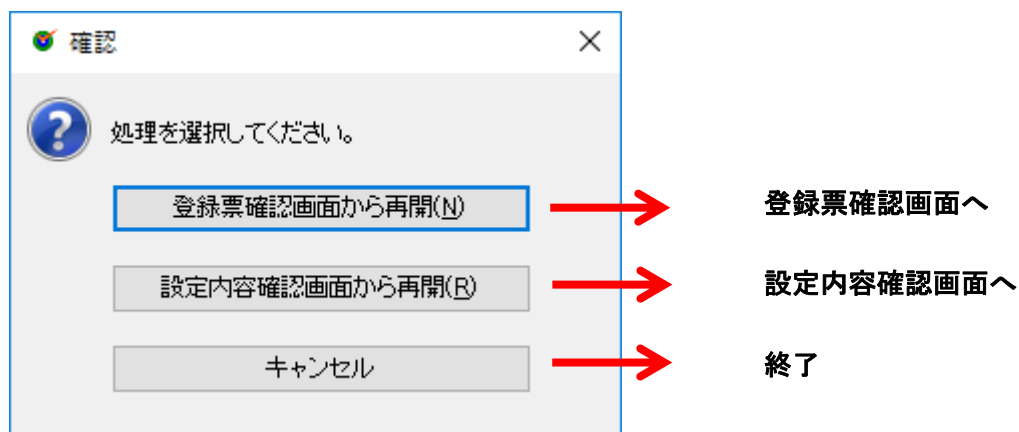 確認
処理を選択してください。
登録票確認画面から再開(N)
登録票確認画面へ
設定内容確認画面から再開(R)
設定内容確認画面へ
キャンセル
終了